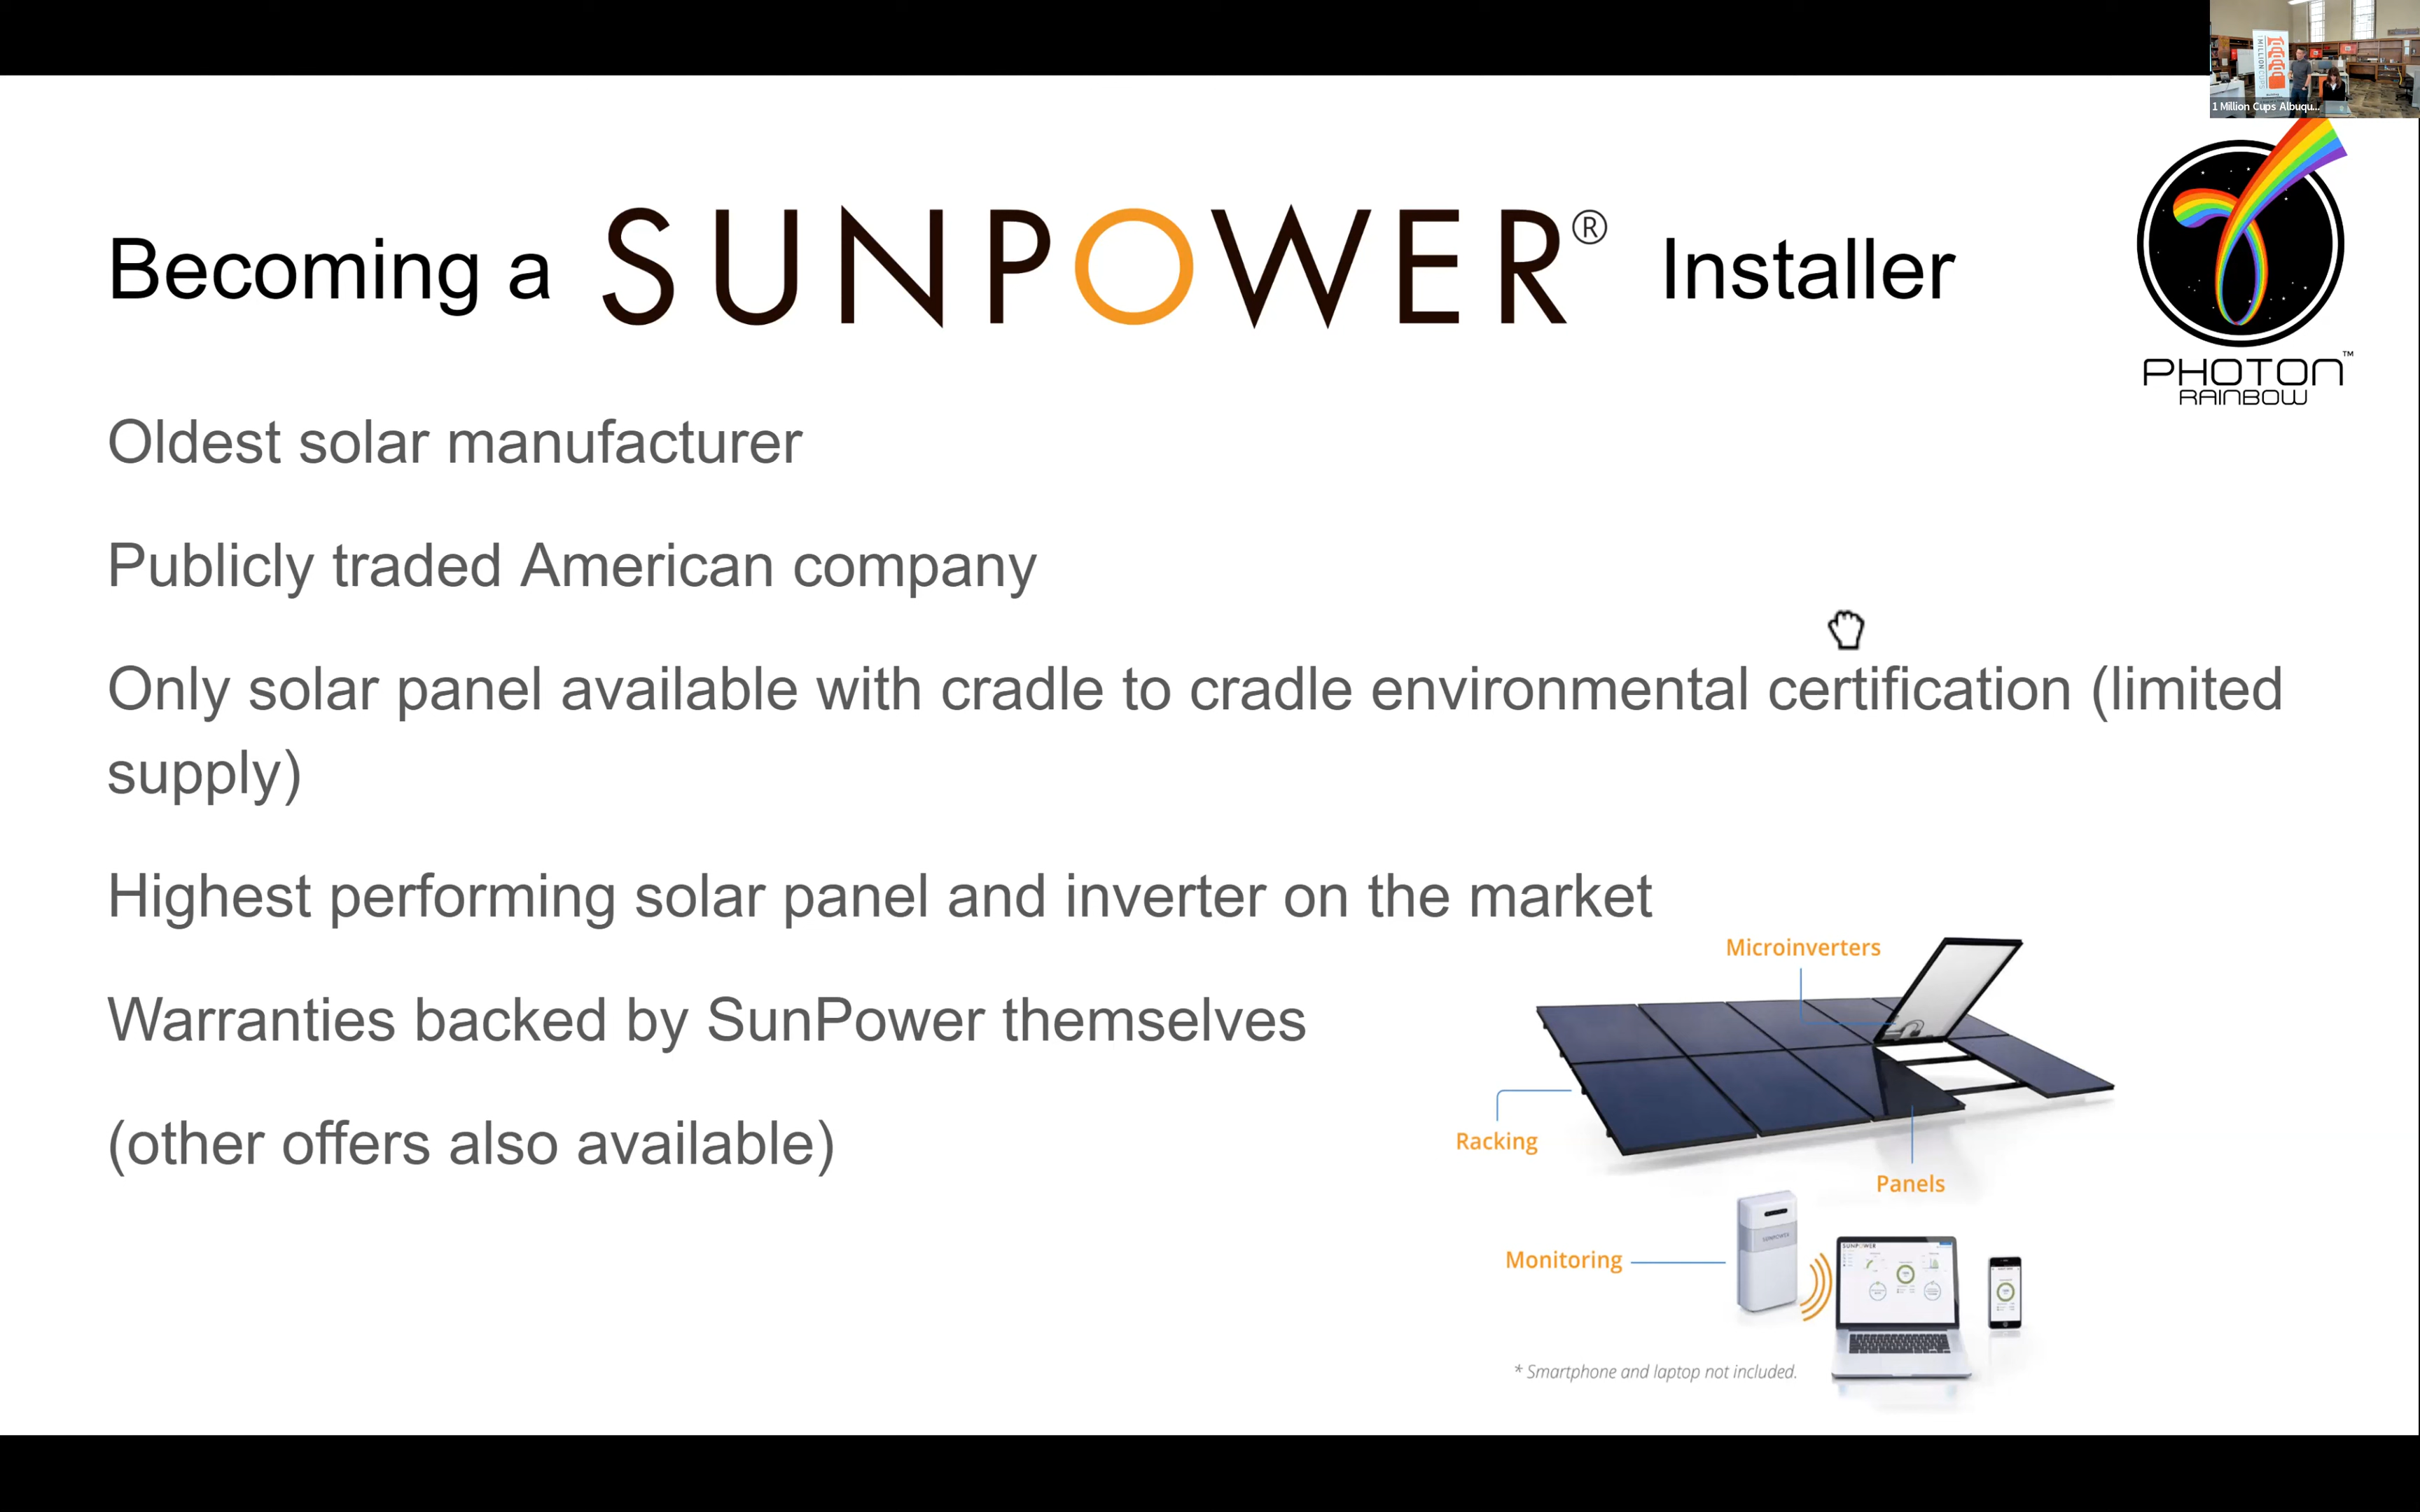 1 Million Cups Albuqu...
Becoming a SUNPOWER® Installer
PHOTON™
RAINBOW
Oldest solar manufacturer
Publicly traded American company
Only solar panel available with cradle to cradle environmental certification (limited
supply)
Highest performing solar panel and inverter on the market
Warranties backed by SunPower themselves
(other offers also available)
Microinverters
Racking
Panels
Monitoring
SUNPOWER
SUNPOWER
* Smartphone and laptop not included.